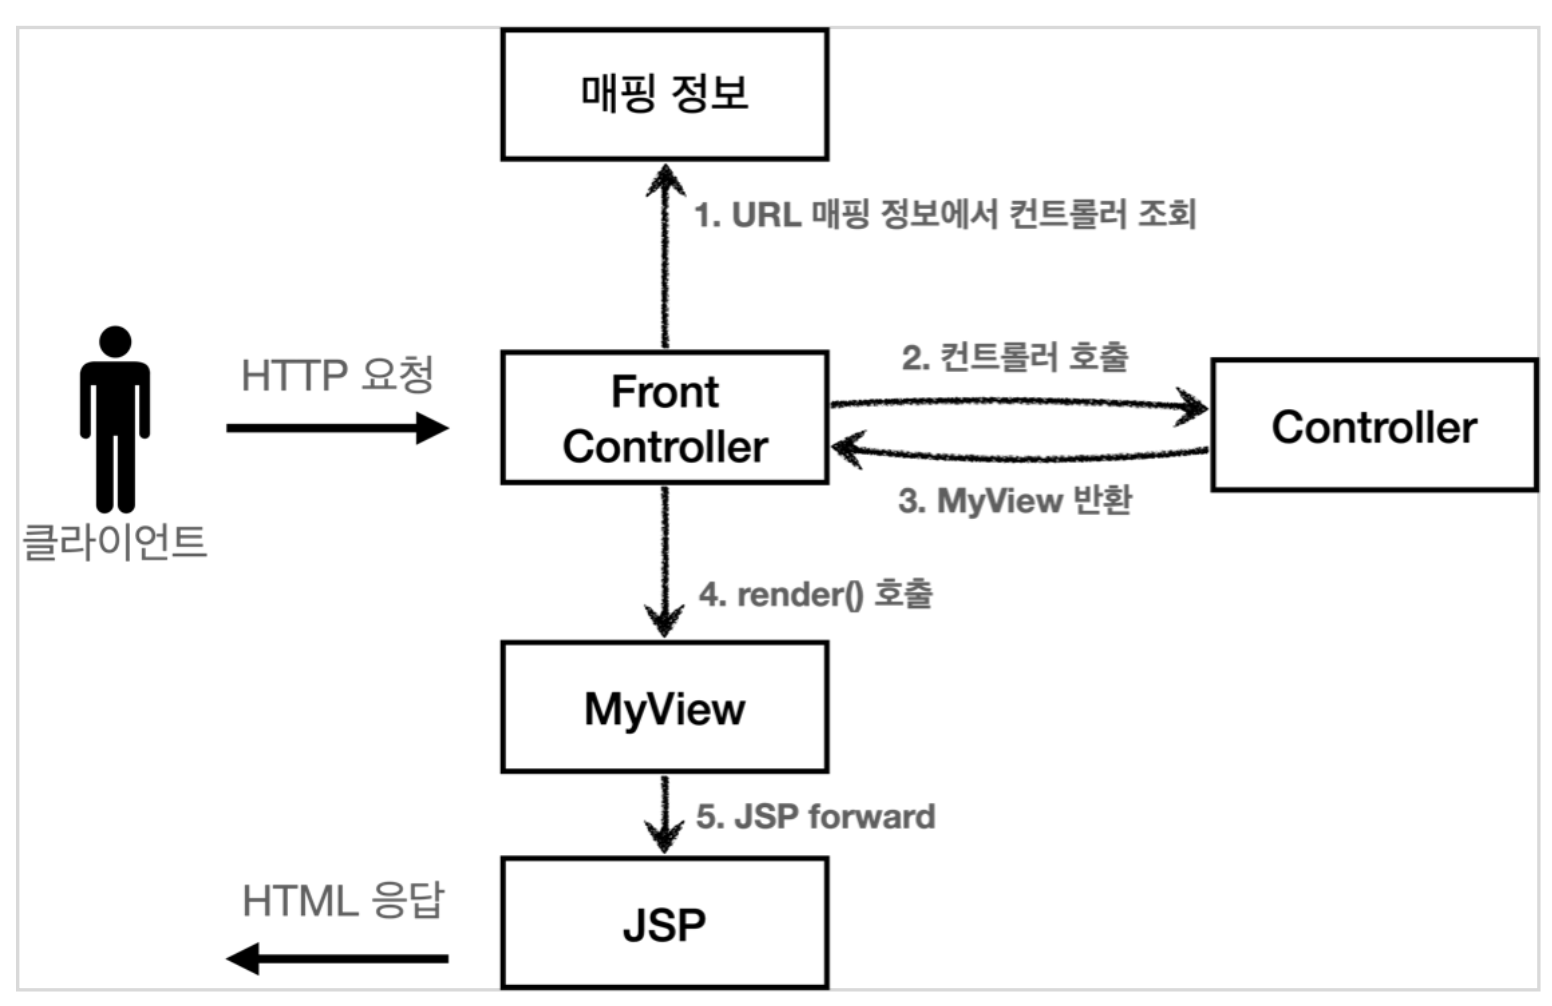 매핑 정보
1. URL 매핑 정보에서 컨트롤러 조회
HTTP 요청
클라이언트
Front
Controller
2. 컨트롤러 호출
3. MyView 반환
Controller
4. render() 호출
MyView
5. JSP forward
JSP
HTML 응답